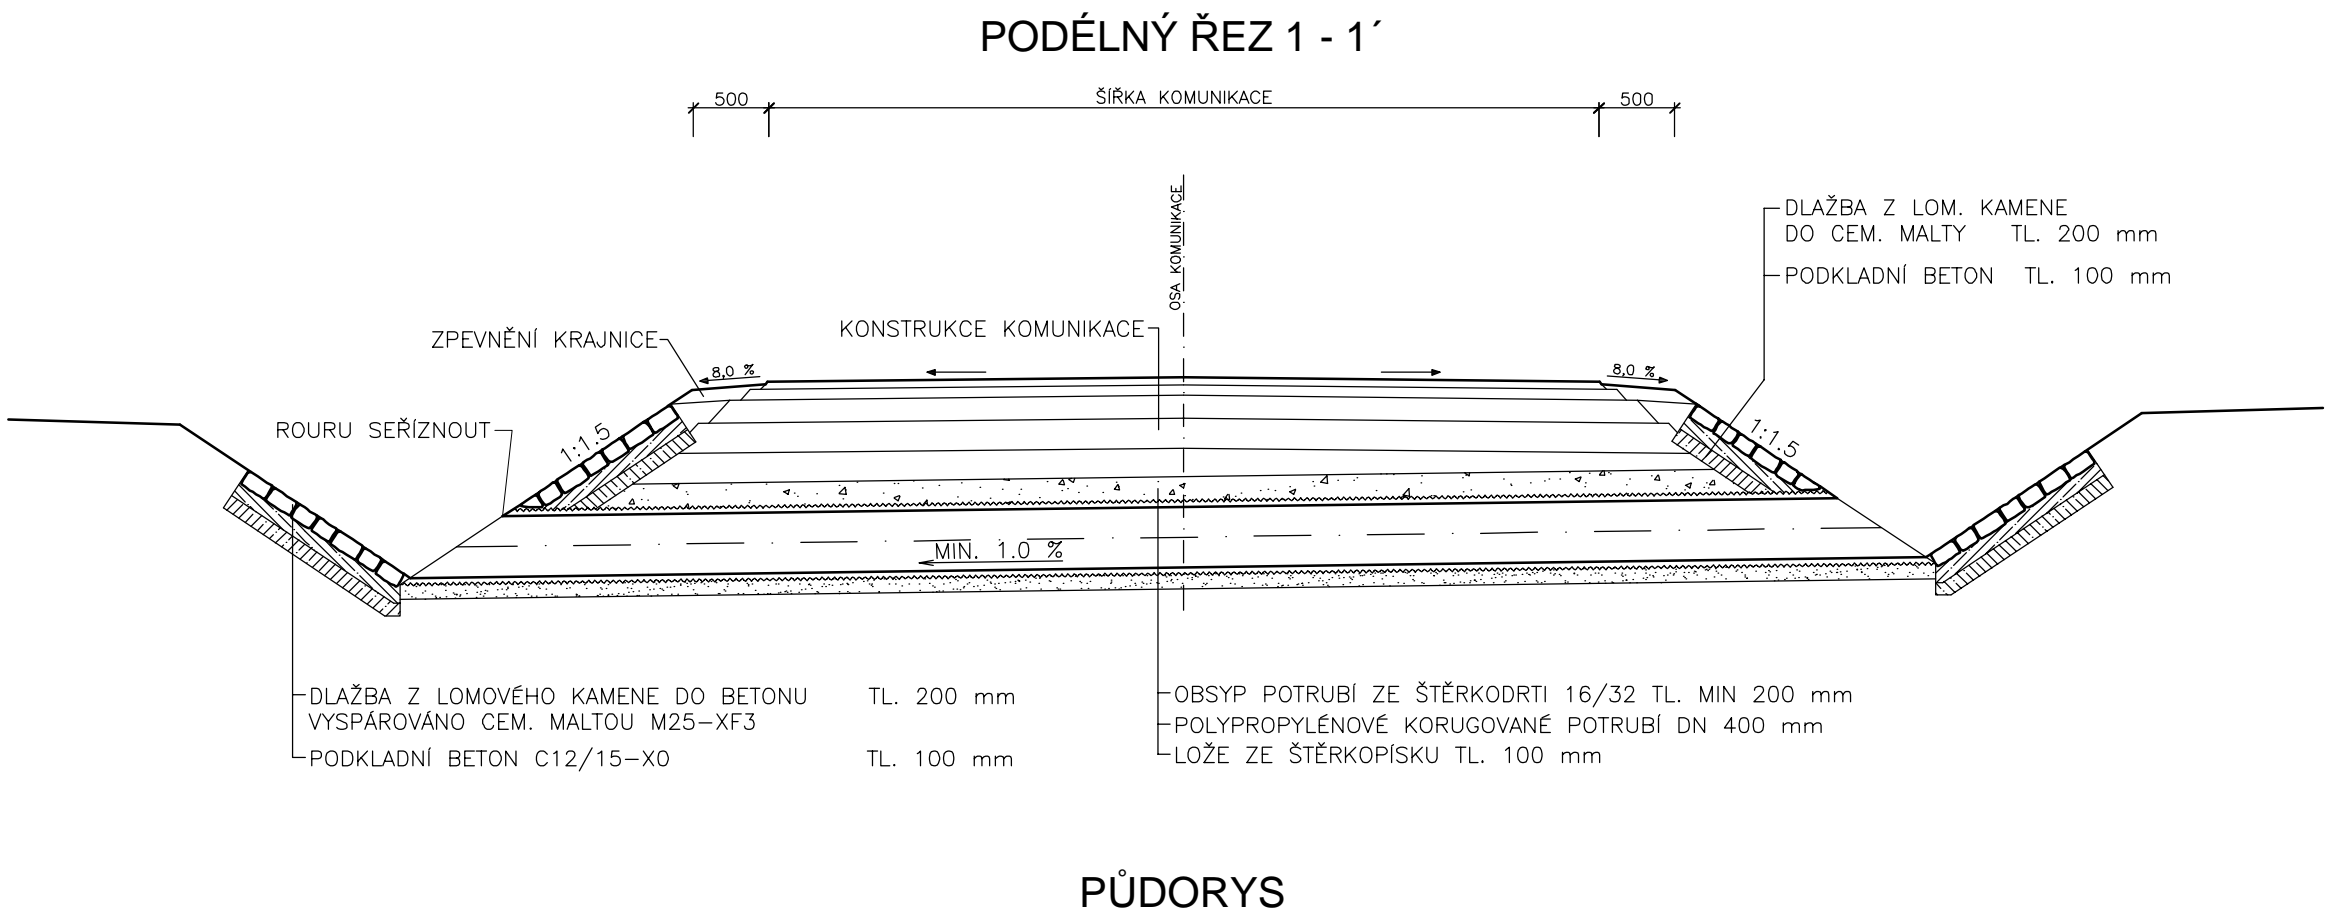 PODÉLNÝ ŘEZ 1 - 1´
500
ŠÍŘKA KOMUNIKACE
500
OSA KOMUNIKACE
DLAŽBA Z LOM. KAMENE
DO CEM. MALTY TL. 200 mm
PODKLADNÍ BETON TL. 100 mm
ZPEVNĚNÍ KRAJNICE
KONSTRUKCE KOMUNIKACE
8,0 %
8,0 %
ROURU SEŘÍZNOUT
1:1.5
1:1.5
MIN. 1.0 %
DLAŽBA Z LOMOVÉHO KAMENE DO BETONU TL. 200 mm
VYSPÁROVÁNO CEM. MALTOU M25-XF3
PODKLADNÍ BETON C12/15-X0 TL. 100 mm
OBSYP POTRUBÍ ZE ŠTĚRKODRTI 16/32 TL. MIN 200 mm
POLYPROPYLÉNOVÉ KORUGOVANÉ POTRUBÍ DN 400 mm
LOŽE ZE ŠTĚRKOPÍSKU TL. 100 mm
PŮDORYS